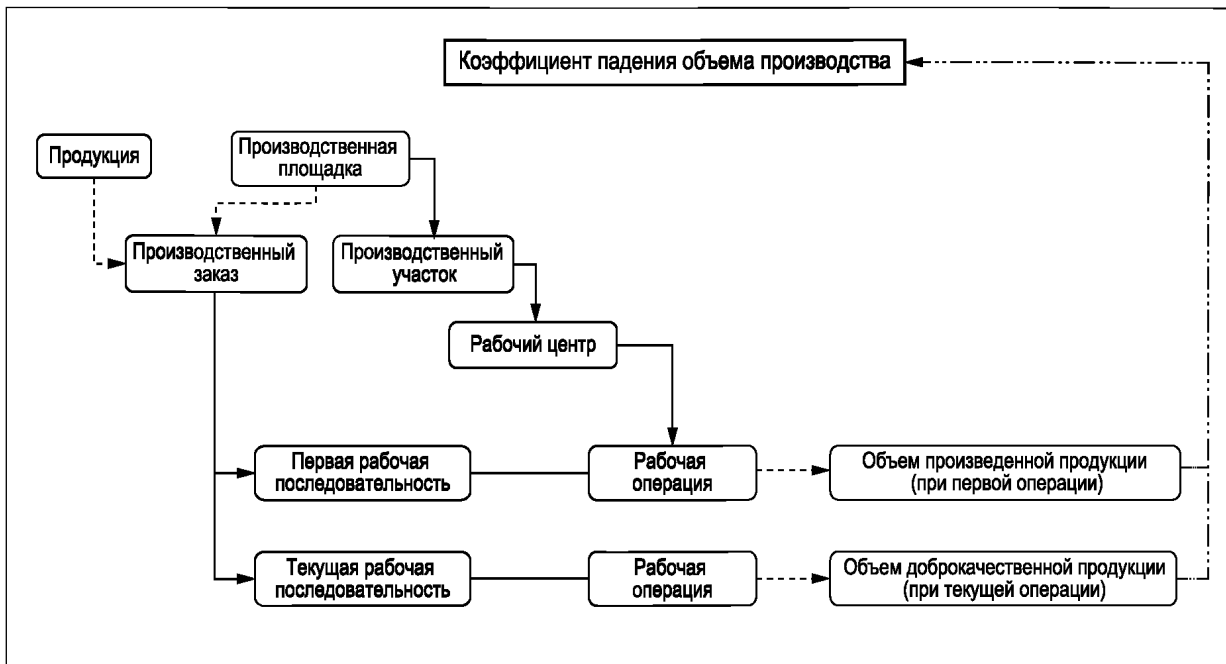 Коэффициент падения объема производства
Продукция
Производственная
площадка
Производственный
заказ
Производственный
участок
Рабочий центр
Первая рабочая
последовательность
Рабочая
операция
Объем произведенной продукции
(при первой операции)
Текущая рабочая
последовательность
Рабочая
операция
Объем доброкачественной продукции
(при текущей операции)